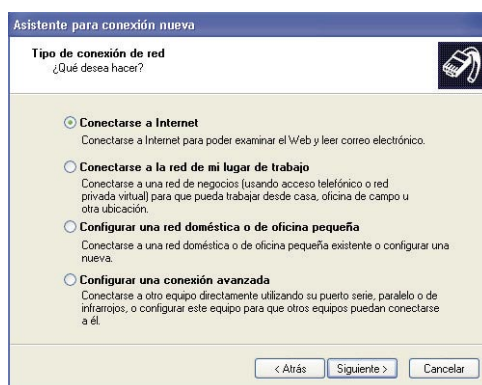 Asistente para conexión nueva
Tipo de conexión de red
¿Qué desea hacer?
Conectarse a Internet
Conectarse a Internet para poder examinar el Web y leer correo electrónico.
Conectarse a la red de mi lugar de trabajo
Conectarse a una red de negocios (usando acceso telefónico o red
privada virtual) para que pueda trabajar desde casa, oficina de campo u
otra ubicación.
Configurar una red doméstica o de oficina pequeña
Conectarse a una red doméstica o de oficina pequeña existente o configurar una
nueva.
Configurar una conexión avanzada
Conectarse a otro equipo directamente utilizando su puerto serie, paralelo o de
infrarrojos, o configurar este equipo para que otros equipos puedan conectarse
a él.
< Atrás Siguiente > Cancelar